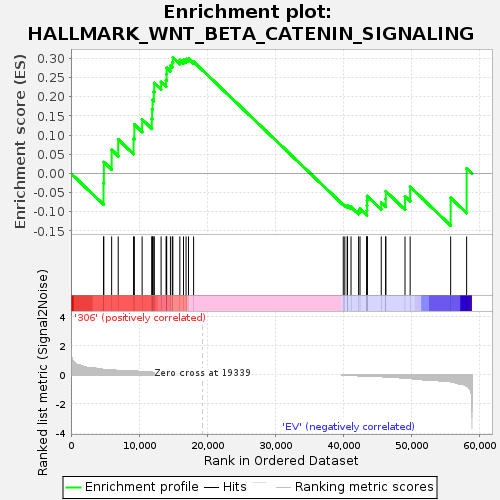 Enrichment plot:
HALLMARK_WNT_BETA_CATENIN_SIGNALING
Enrichment score (ES)
0.30
0.25
0.20
0.15
0.10
0.05
0.00
-0.05
-0.10
-0.15
'306' (positively correlated)
Ranked list metric (Signal2Noise)
4
2
0
-2
-4
Zero cross at 19339
'EV' (negatively correlated)
0 10,000 20,000 30,000 40,000 50,000 60,000
Rank in Ordered Dataset
Enrichment profile Hits Ranking metric scores